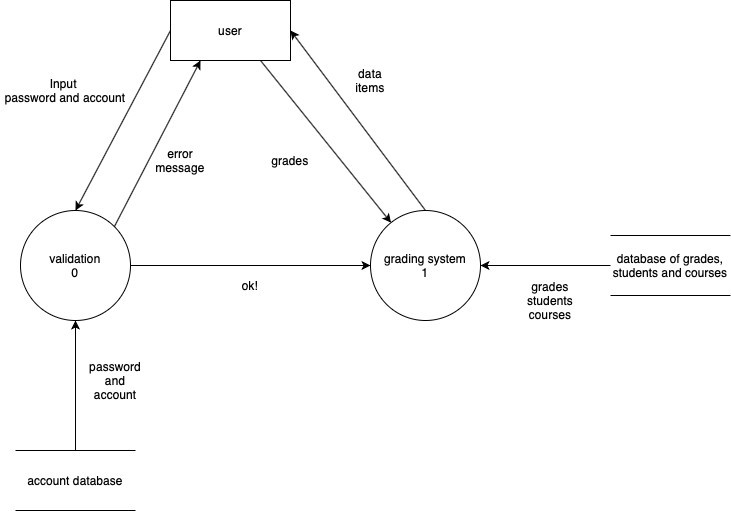 user
Input
password and account
data
items
error
message
grades
validation
0
grading system
1
database of grades,
students and courses
ok!
grades
students
courses
password
and
account
account database